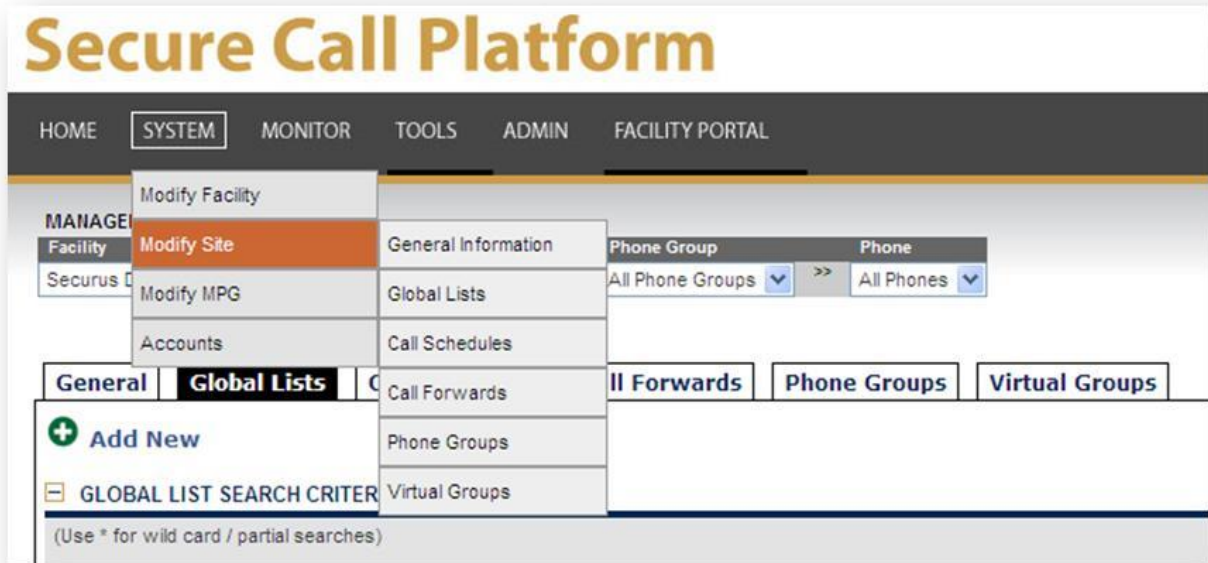 Secure Call Platform
HOME SYSTEM MONITOR TOOLS ADMIN FACILITY PORTAL
Modify Facility
MANAGE
Facility Modify Site General Information Phone Group Phone
Securus All Phone Groups >> All Phones
Modify MPG Global Lists
Accounts Call Schedules
General Global Lists Call Forwards ll Forwards Phone Groups Virtual Groups
Add New Phone Groups
GLOBAL LIST SEARCH CRITER Virtual Groups
(Use * for wild card / partial searches)